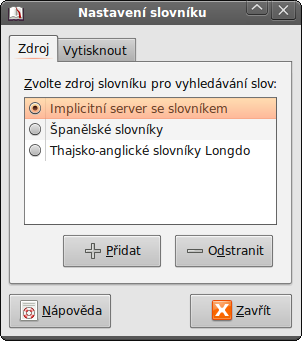 Nastavení slovníku
Zdroj
Vytisknout
Zvolte zdroj slovníku pro vyhledávání slov:
Implicitní server se slovníkem
Španělské slovníky
Thajsko-anglické slovníky Longdo
Přidat
Odstranit
Nápověda
Zavřít